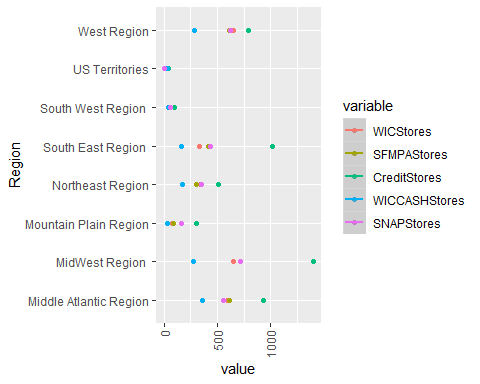 West Region
US Territories
South West Region
South East Region
Northeast Region
Mountain Plain Region
MidWest Region
Middle Atlantic Region
Region
0
500
1000
value
variable
WICStores
SFMPAStores
CreditStores
WICCASHStores
SNAPStores